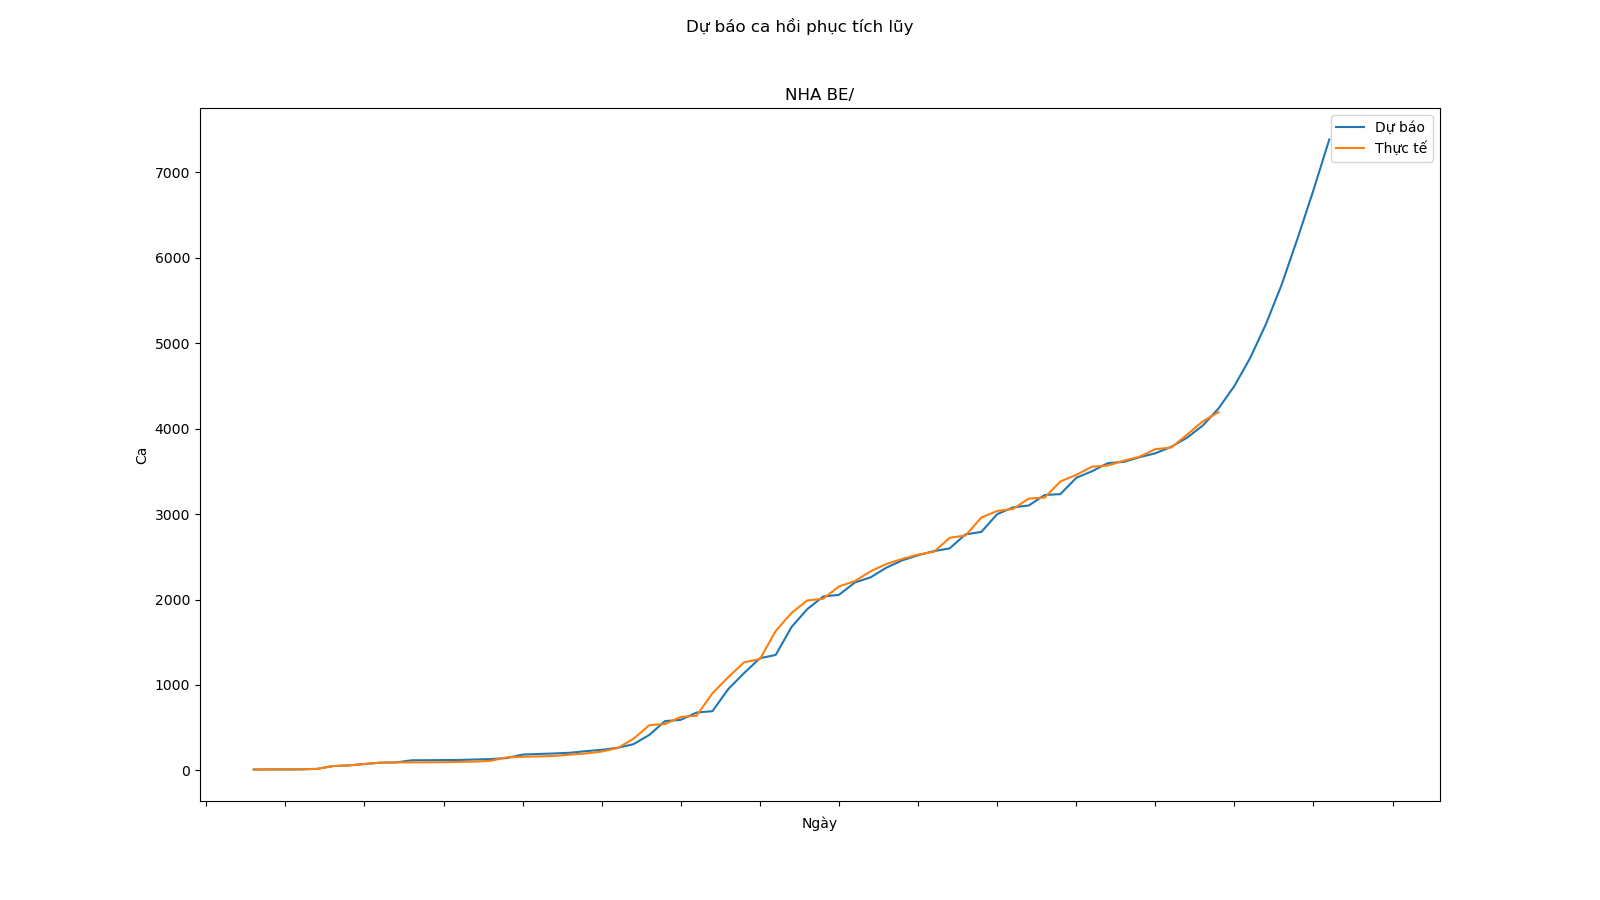 Dự báo ca hồi phục tích lũy
NHA BE/
Dự báo
Thực tế
7000
6000
5000
4000
3000
2000
1000
0
Ca
Ngày